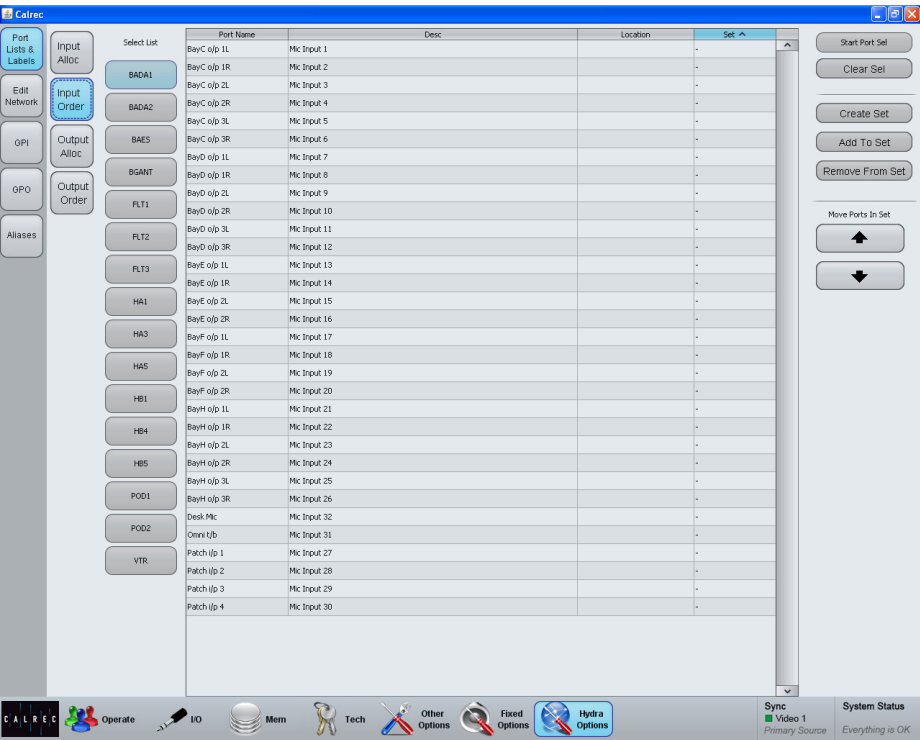 Calrec
Port Lists & Labels
Edit Network
GPI
GPO
Aliases
Input Alloc
Input Order
Output Alloc
Output Order
Select List
BADA1
BADA2
BAES
BGANT
FLT1
FLT2
FLT3
HA1
HA3
HA5
HB1
HB4
HB5
POD1
POD2
VTR
Port Name Desc Location Set
BayC o/p 1L Mic Input 1 -
BayC o/p 1R Mic Input 2 -
BayC o/p 2L Mic Input 3 -
BayC o/p 2R Mic Input 4 -
BayC o/p 3L Mic Input 5 -
BayC o/p 3R Mic Input 6 -
BayD o/p 1L Mic Input 7 -
BayD o/p 1R Mic Input 8 -
BayD o/p 2L Mic Input 9 -
BayD o/p 2R Mic Input 10 -
BayD o/p 3L Mic Input 11 -
BayD o/p 3R Mic Input 12 -
BayE o/p 1L Mic Input 13 -
BayE o/p 1R Mic Input 14 -
BayE o/p 2L Mic Input 15 -
BayE o/p 2R Mic Input 16 -
BayF o/p 1L Mic Input 17 -
BayF o/p 1R Mic Input 18 -
BayF o/p 2L Mic Input 19 -
BayF o/p 2R Mic Input 20 -
BayH o/p 1L Mic Input 21 -
BayH o/p 1R Mic Input 22 -
BayH o/p 2L Mic Input 23 -
BayH o/p 2R Mic Input 24 -
BayH o/p 3L Mic Input 25 -
BayH o/p 3R Mic Input 26 -
Desk Mic Mic Input 32 -
Omni t/b Mic Input 31 -
Patch i/p 1 Mic Input 27 -
Patch i/p 2 Mic Input 28 -
Patch i/p 3 Mic Input 29 -
Patch i/p 4 Mic Input 30 -
Start Port Sel
Clear Sel
Create Set
Add To Set
Remove From Set
Move Ports In Set
CALREC
Operate
I/O
Mem
Tech
Other Options
Fixed Options
Hydra Options
Sync
Video 1
Primary Source
System Status
Everything is OK